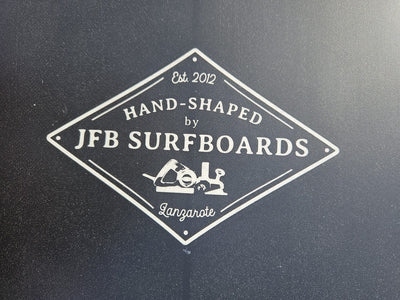 Est. 2012
HAND-SHAPED
by
JFB SURFBOARDS
Lanzarote